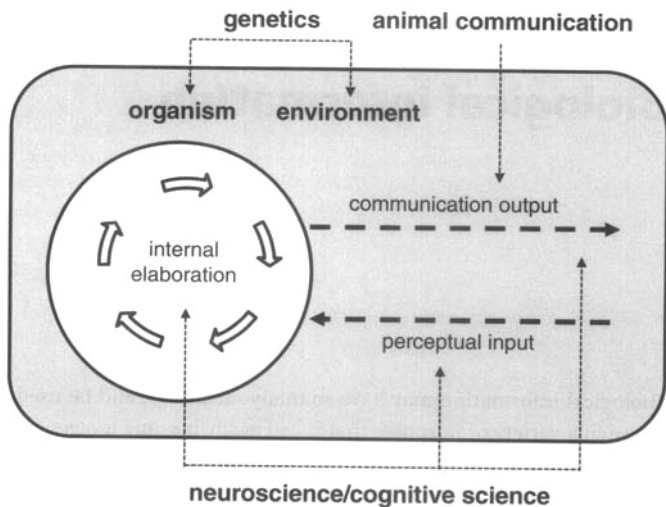 genetics animal communication
organism environment
communication output
internal
elaboration
perceptual input
neuroscience/cognitive science